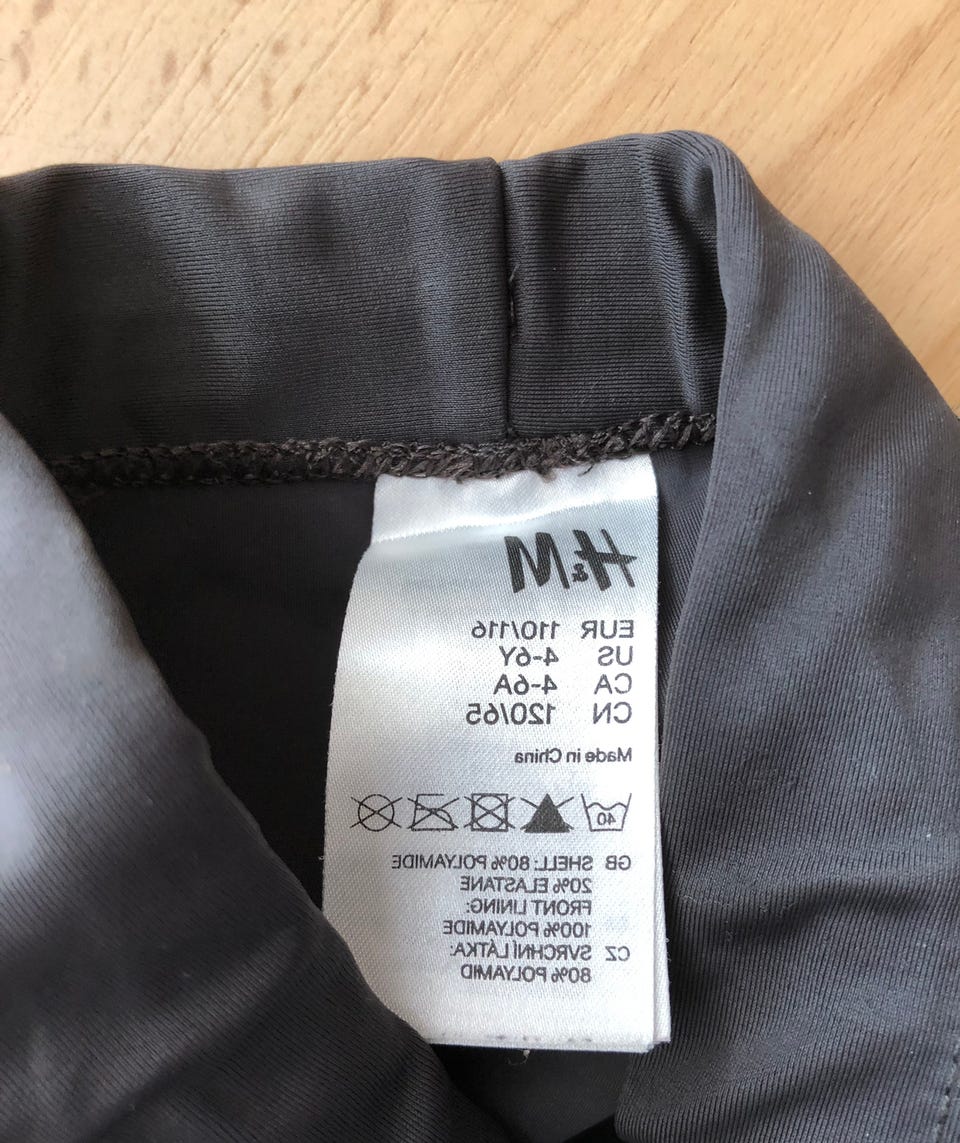 H&M
EUR 110/116
US 4-6Y
CA 4-6A
CN 120/65
Made in China
40
GB SHELL: 80% POLYAMIDE
20% ELASTANE
FRONT LINING:
100% POLYAMIDE
CZ SVRCHNÍ LÁTKA:
80% POLYAMID